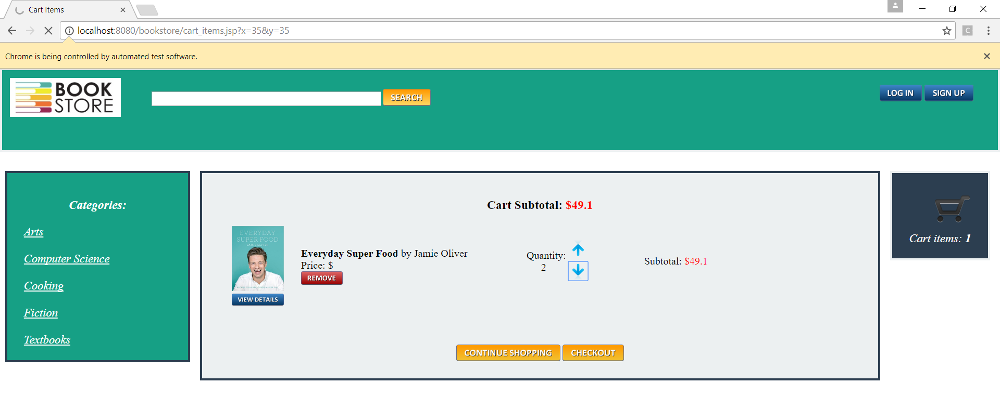 Cart Items
localhost:8080/bookstore/cart_items.jsp?x=35&y=35
C
Chrome is being controlled by automated test software.
BOOK
STORE
SEARCH
LOG IN
SIGN UP
Categories:
Arts
Computer Science
Cooking
Fiction
Textbooks
Cart Subtotal: $49.1
EVERYDAY
SUPER FOOD
JAMIE OLIVER
VIEW DETAILS
Everyday Super Food by Jamie Oliver
Price: $
REMOVE
Quantity:
2
Subtotal: $49.1
CONTINUE SHOPPING
CHECKOUT
Cart items: 1